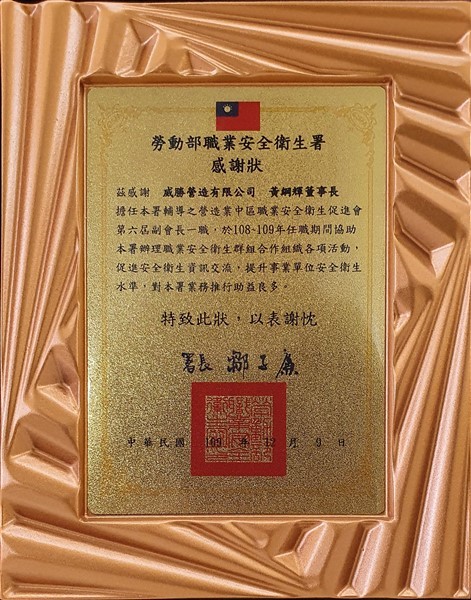 勞動部職業安全衛生署
感謝狀
茲感謝　威勝營造有限公司　黃鋼輝董事長
擔任本署輔導之營造業中區職業安全衛生促進會
第六屆副會長一職，於108~109年任職期間協助
本署辦理職業安全衛生群組合作組織各項活動，
促進安全衛生資訊交流，提升事業單位安全衛生
水準，對本署業務推行助益良多。
特致此狀，以表謝忱
署長 鄒子廉
中華民國 109 年 12 月 9 日